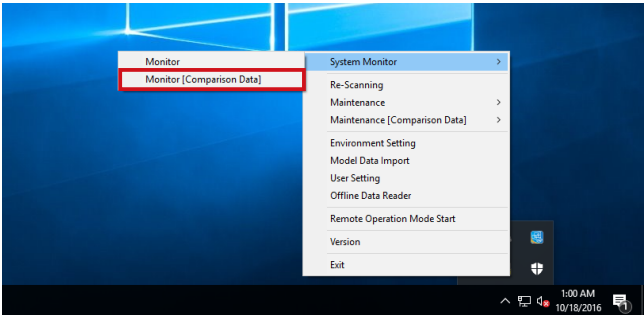 Monitor
Monitor [Comparison Data]
System Monitor
Re-Scanning
Maintenance
Maintenance [Comparison Data]
Environment Setting
Model Data Import
User Setting
Offline Data Reader
Remote Operation Mode Start
Version
Exit
1:00 AM
10/18/2016
1